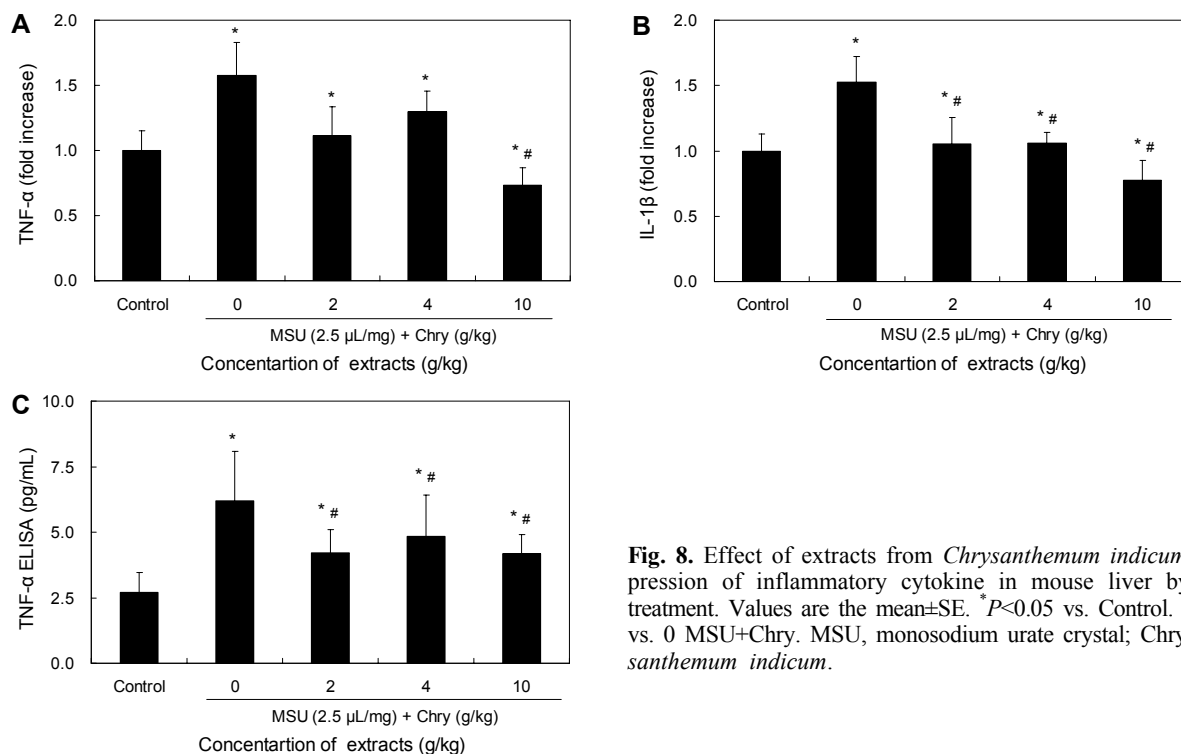 A
TNF-α (fold increase)
2.0
1.5
1.0
0.5
0.0
*
*
*
* #
Control
0
2
4
10
MSU (2.5 µL/mg) + Chry (g/kg)
Concentartion of extracts (g/kg)
B
IL-1β (fold increase)
2.0
1.5
1.0
0.5
0.0
*
* #
* #
* #
Control
0
2
4
10
MSU (2.5 µL/mg) + Chry (g/kg)
Concentartion of extracts (g/kg)
C
TNF-α ELISA (pg/mL)
10.0
7.5
5.0
2.5
0.0
*
* #
* #
* #
Control
0
2
4
10
MSU (2.5 µL/mg) + Chry (g/kg)
Concentartion of extracts (g/kg)
Fig. 8. Effect of extracts from Chrysanthemum indicum
pression of inflammatory cytokine in mouse liver by
treatment. Values are the mean±SE. *P<0.05 vs. Control.
vs. 0 MSU+Chry. MSU, monosodium urate crystal; Chry
santhemum indicum.